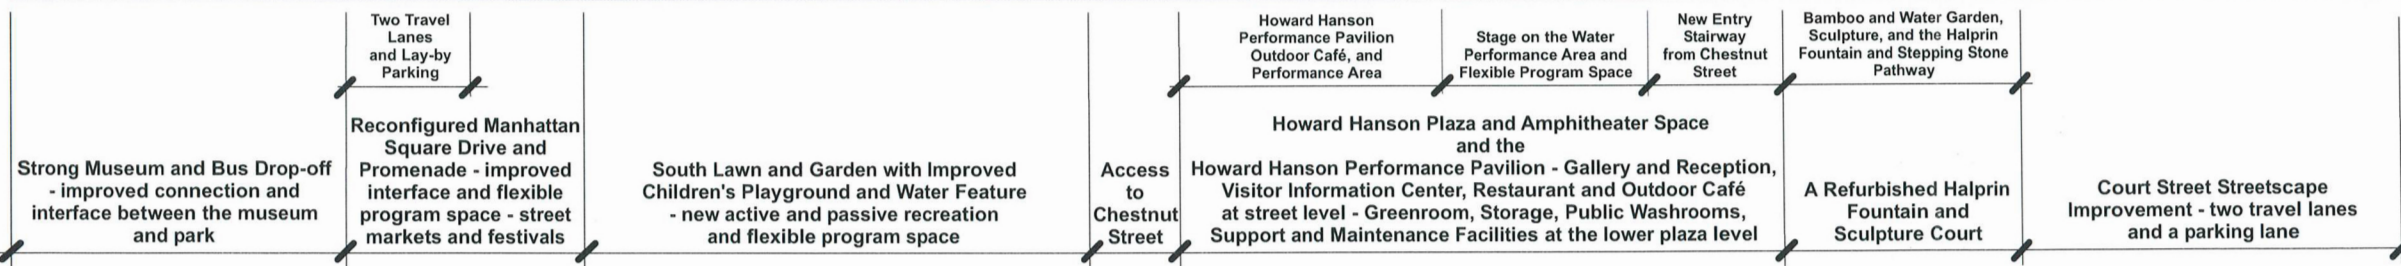 Two Travel
Lanes
and Lay-by
Parking
Howard Hanson
Performance Pavilion
Outdoor Café, and
Performance Area
Stage on the Water
Performance Area and
Flexible Program Space
New Entry
Stairway
from Chestnut
Street
Bamboo and Water Garden,
Sculpture, and the Halprin
Fountain and Stepping Stone
Pathway
Strong Museum and Bus Drop-off
- improved connection and
interface between the museum
and park
Reconfigured Manhattan
Square Drive and
Promenade - improved
interface and flexible
program space - street
markets and festivals
South Lawn and Garden with Improved
Children's Playground and Water Feature
- new active and passive recreation
and flexible program space
Access
to
Chestnut
Street
Howard Hanson Plaza and Amphitheater Space
and the
Howard Hanson Performance Pavilion - Gallery and Reception,
Visitor Information Center, Restaurant and Outdoor Café
at street level - Greenroom, Storage, Public Washrooms,
Support and Maintenance Facilities at the lower plaza level
A Refurbished Halprin
Fountain and
Sculpture Court
Court Street Streetscape
Improvement - two travel lanes
and a parking lane